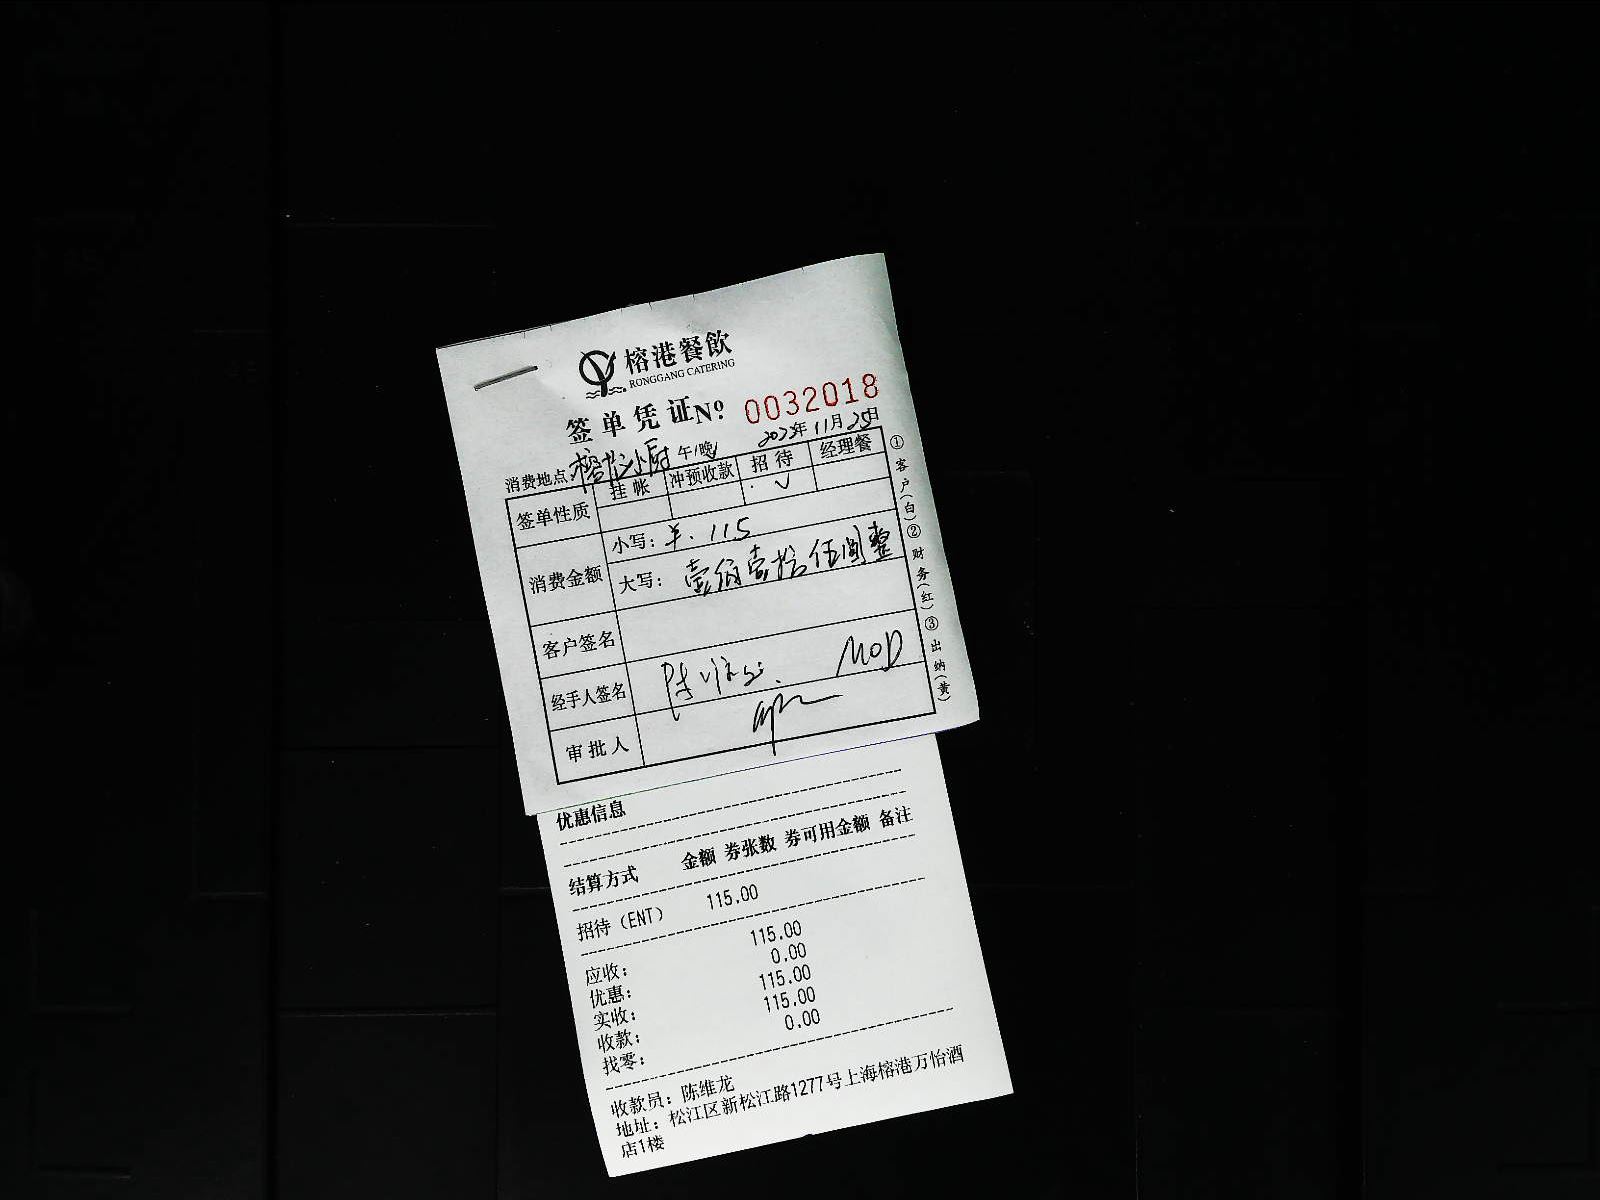 榕港餐飲
RONGGANG CATERING
签单凭证No: 0032018
2023年11月25日
消费地点: 小厨 午/晚
签单性质 挂帐 冲预收款 招待 经理餐
✓
消费金额 小写: ¥. 115
大写: 壹佰壹拾伍圆整
客户签名
经手人签名 MOD
审批人
①客户(白)②财务(红)③出纳(黄)
优惠信息
结算方式 金额 券张数 券可用金额 备注
招待(ENT) 115.00
应收: 115.00
优惠: 0.00
实收: 115.00
收款: 115.00
找零: 0.00
收款员: 陈维龙
地址: 松江区新松江路1277号上海榕港万怡酒
店1楼